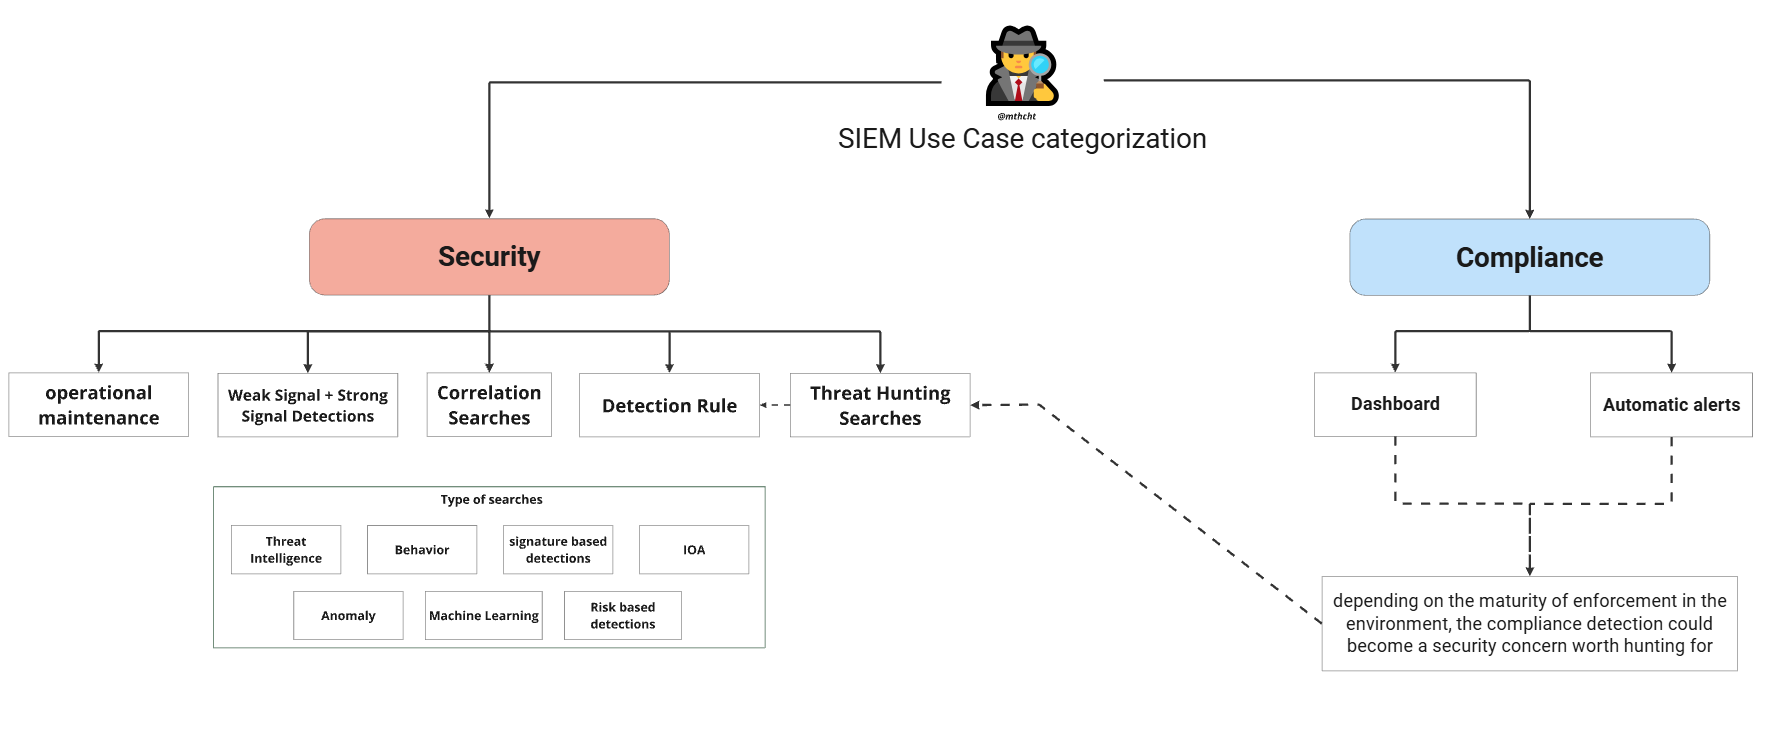 @mthcht
SIEM Use Case categorization
Security
Compliance
operational
maintenance
Weak Signal + Strong
Signal Detections
Correlation
Searches
Detection Rule
Threat Hunting
Searches
Dashboard
Automatic alerts
Type of searches
Threat
Intelligence
Behavior
signature based
detections
IOA
Anomaly
Machine Learning
Risk based
detections
depending on the maturity of enforcement in the
environment, the compliance detection could
become a security concern worth hunting for